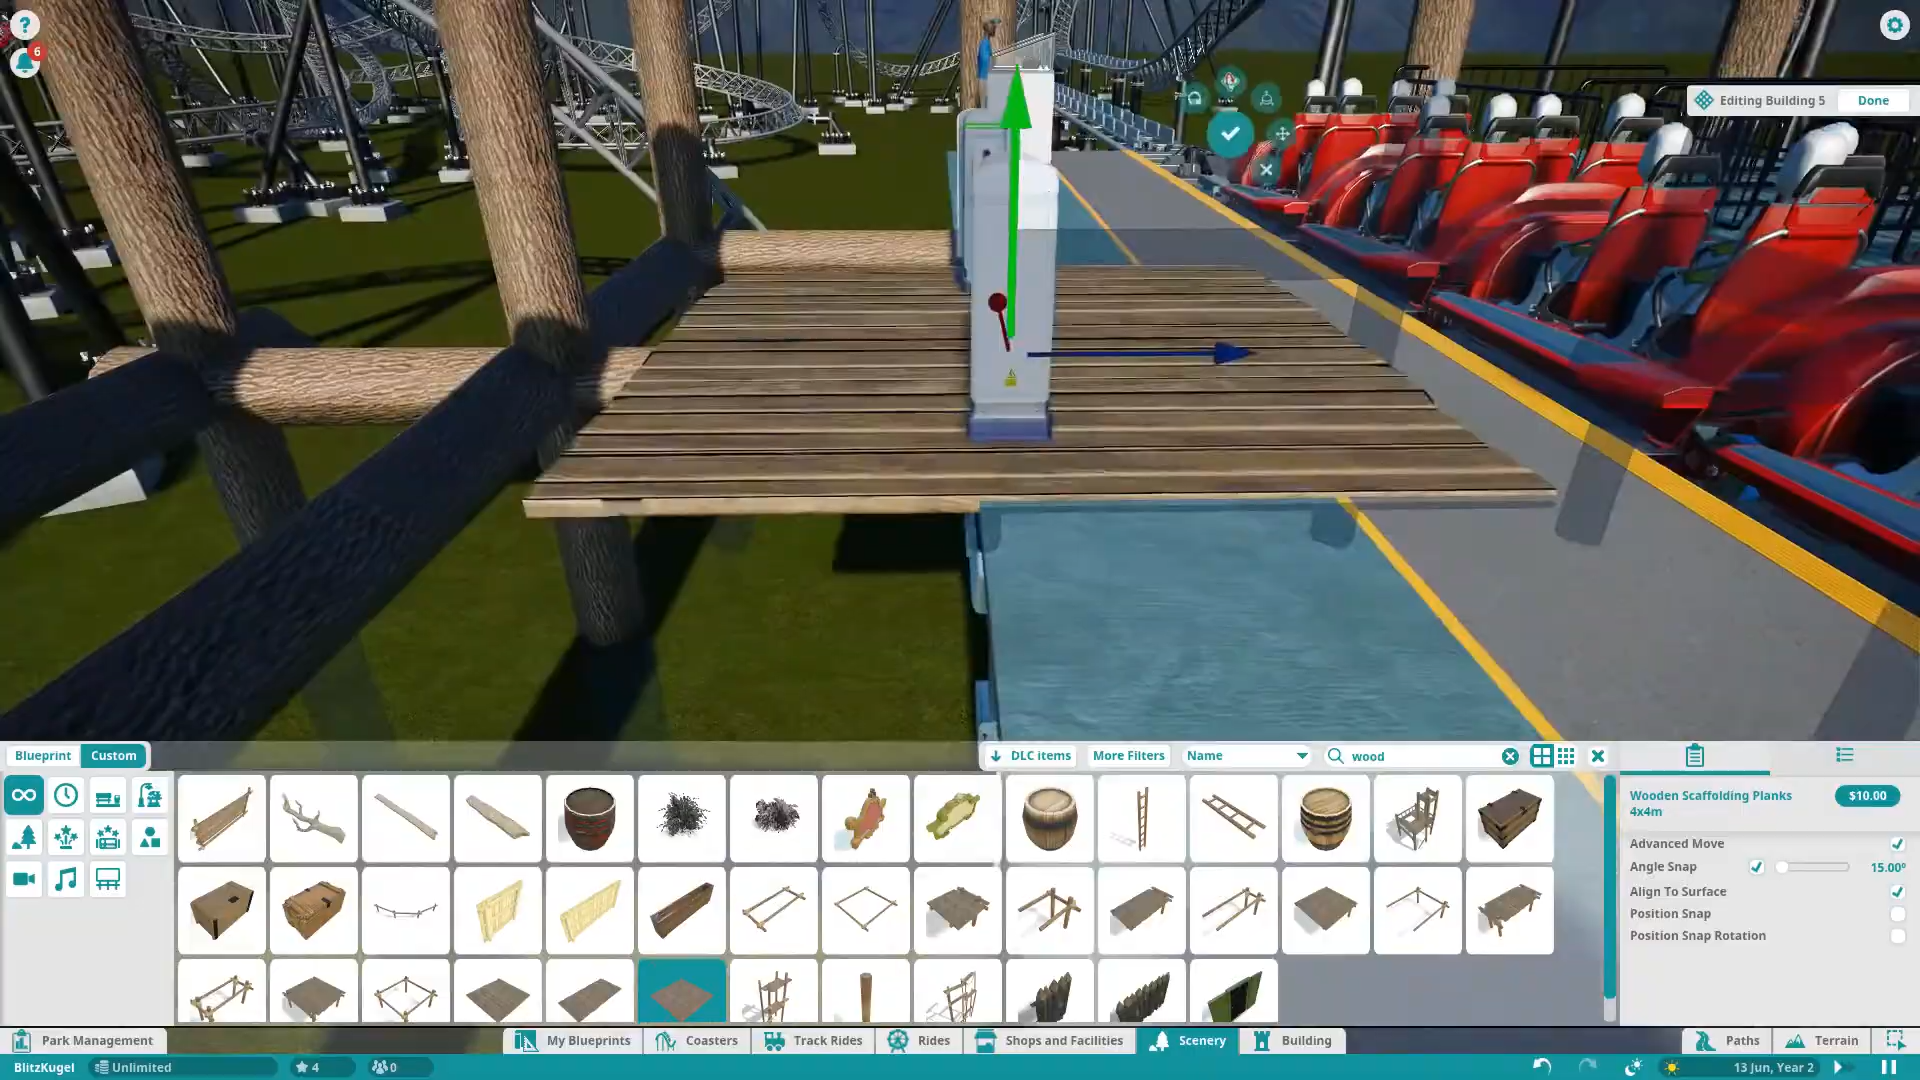 ?
6
Editing Building 5 Done
Blueprint Custom
DLC items More Filters Name wood
Wooden Scaffolding Planks 4x4m $10.00
Advanced Move
Angle Snap 15.00°
Align To Surface
Position Snap
Position Snap Rotation
Park Management My Blueprints Coasters Track Rides Rides Shops and Facilities Scenery Building Paths Terrain
BlitzKugel Unlimited 4 0 13 Jun, Year 2